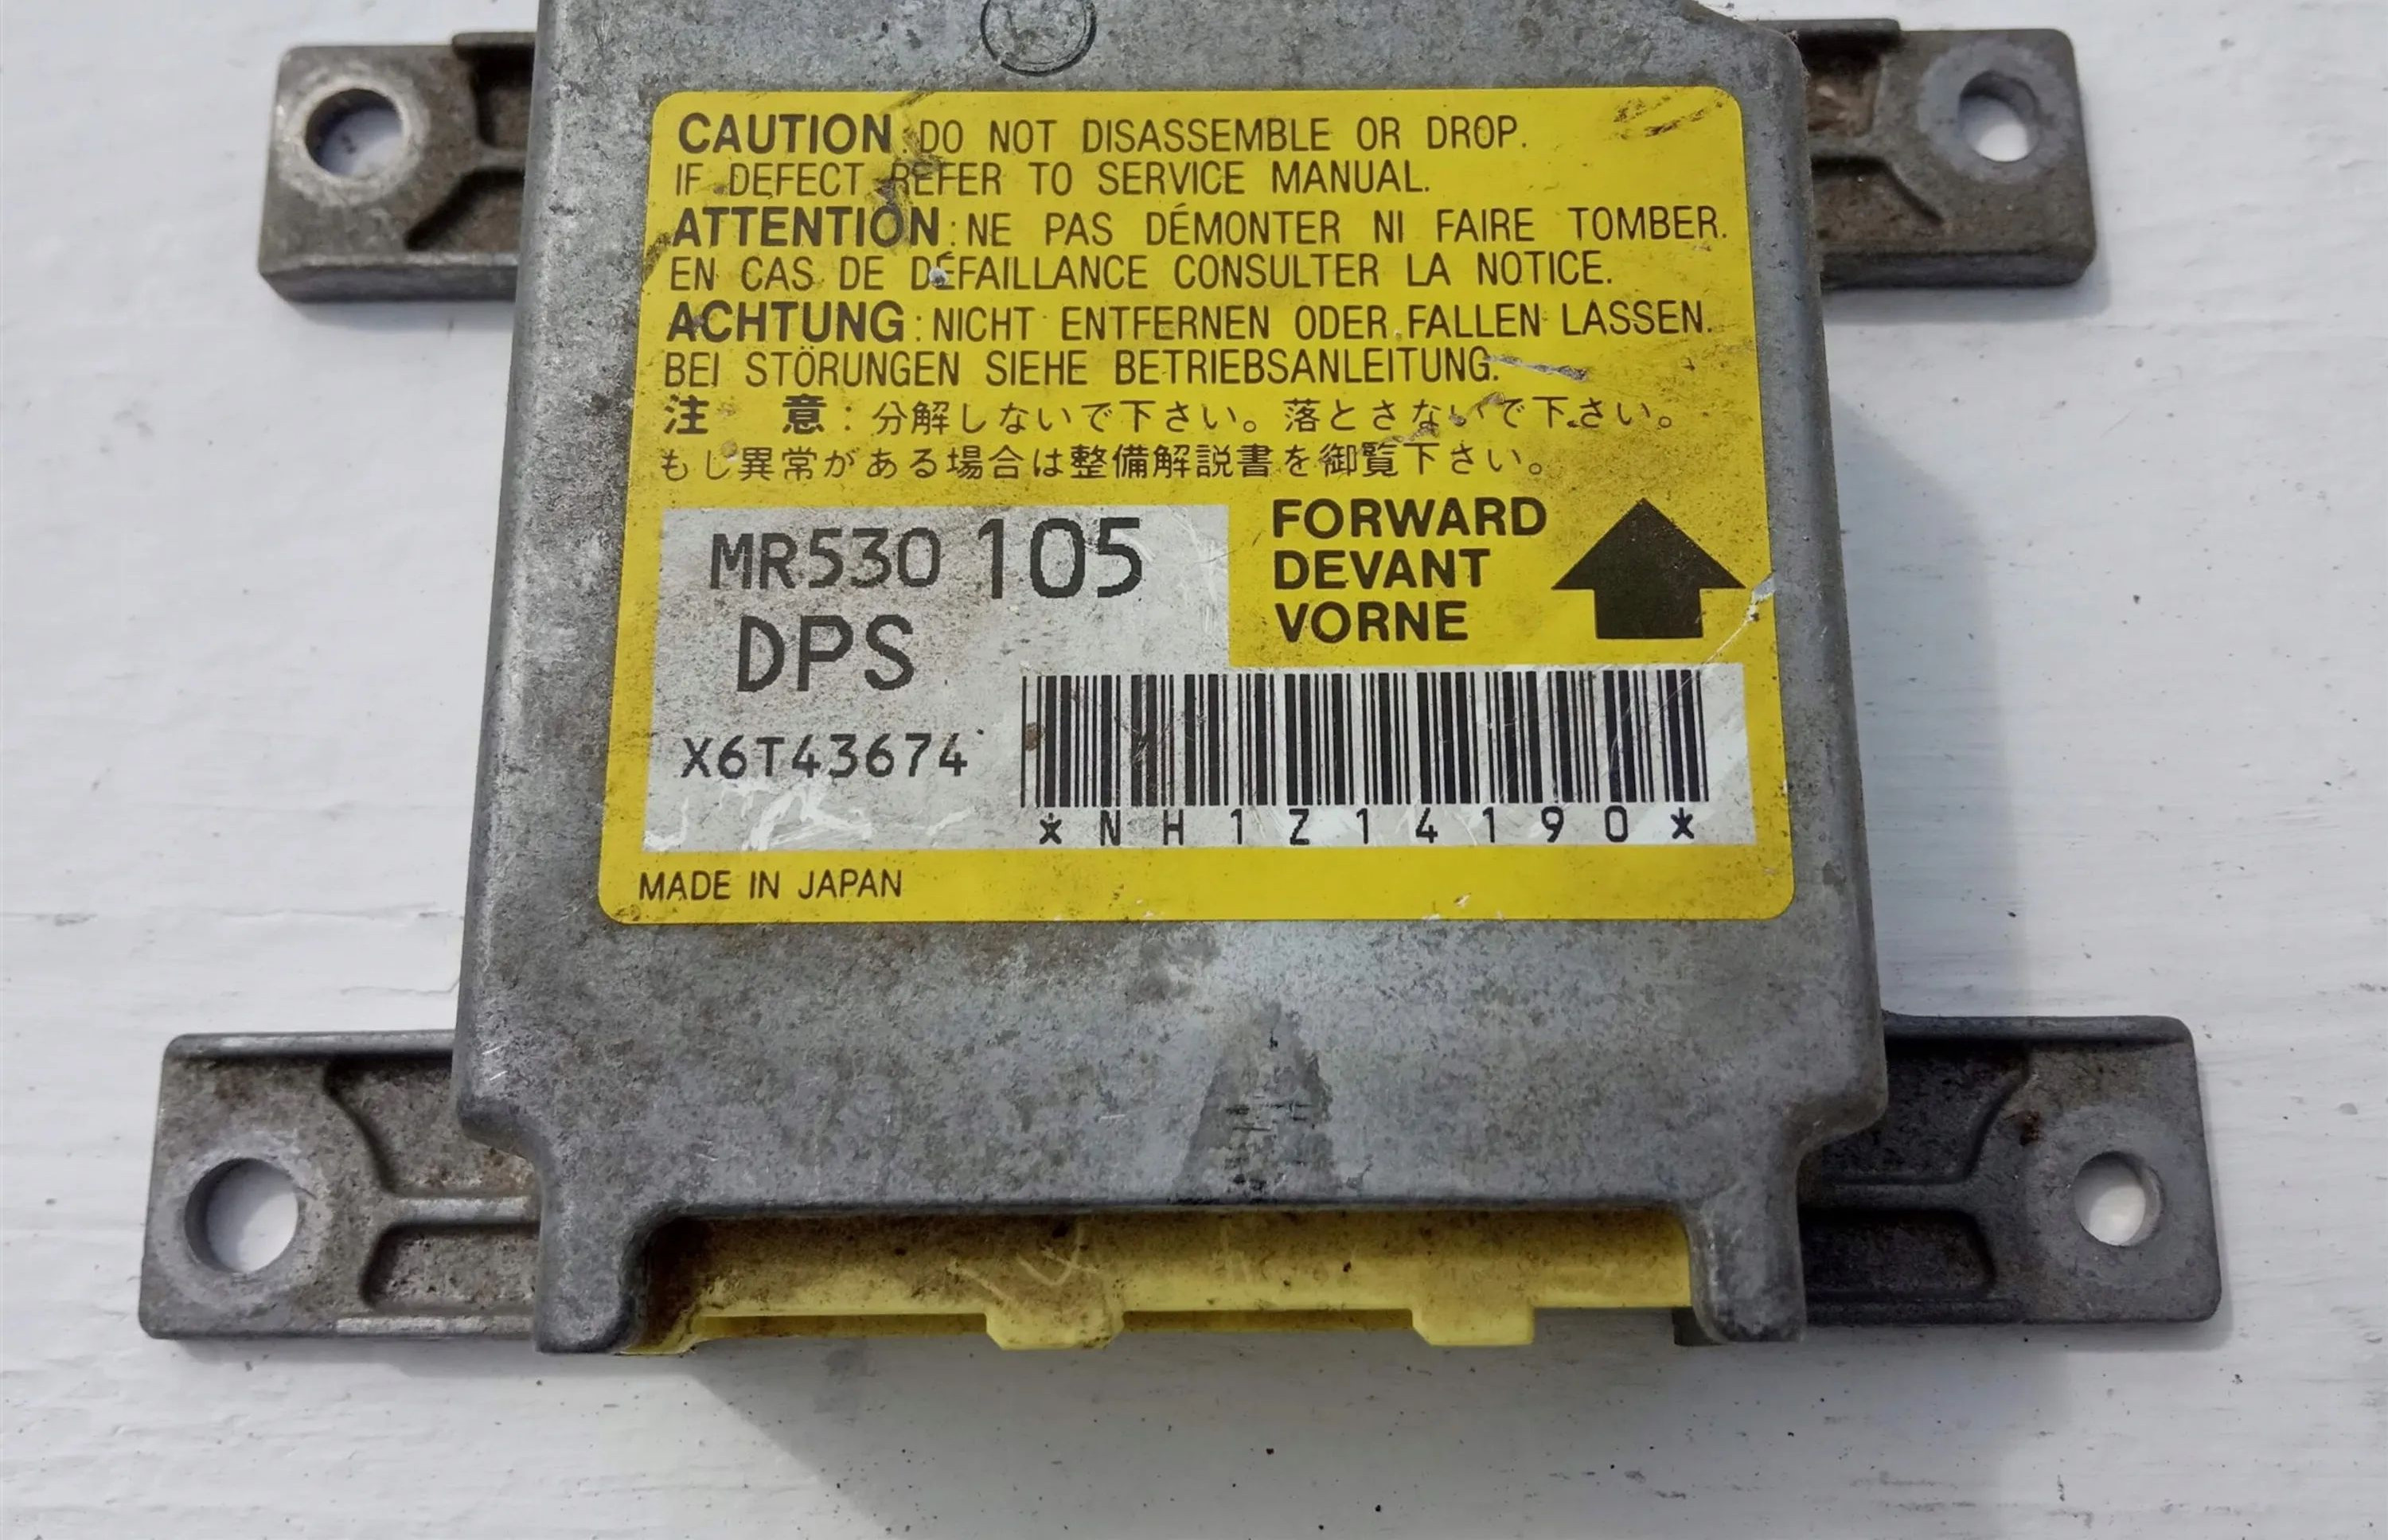 CAUTION:DO NOT DISASSEMBLE OR DROP.
IF DEFECT REFER TO SERVICE MANUAL.
ATTENTION:NE PAS DÉMONTER NI FAIRE TOMBER.
EN CAS DE DÉFAILLANCE CONSULTER LA NOTICE.
ACHTUNG:NICHT ENTFERNEN ODER FALLEN LASSEN.
BEI STÖRUNGEN SIEHE BETRIEBSANLEITUNG.
注 意:分解しないで下さい。落とさないで下さい。
もし異常がある場合は整備解説書を御覧下さい。
MR530 105
DPS
FORWARD
DEVANT
VORNE
X6T43674
*NH1Z14190*
MADE IN JAPAN